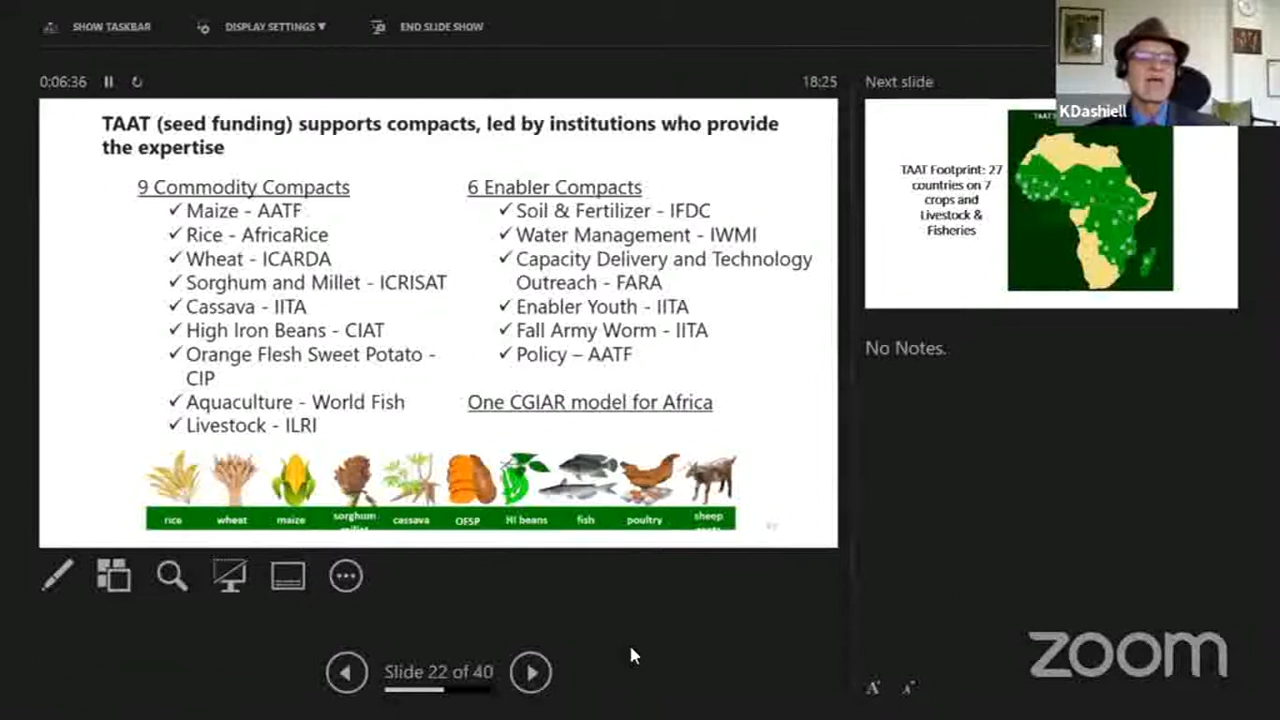 SHOW TASKBAR
DISPLAY SETTINGS ▼
END SLIDE SHOW
0:06:36
18:25
Next slide
KDashiell
TAAT (seed funding) supports compacts, led by institutions who provide
the expertise
9 Commodity Compacts
✓ Maize - AATF
✓ Rice - AfricaRice
✓ Wheat - ICARDA
✓ Sorghum and Millet - ICRISAT
✓ Cassava - IITA
✓ High Iron Beans - CIAT
✓ Orange Flesh Sweet Potato -
CIP
✓ Aquaculture - World Fish
✓ Livestock - ILRI
6 Enabler Compacts
✓ Soil & Fertilizer - IFDC
✓ Water Management - IWMI
✓ Capacity Delivery and Technology
Outreach - FARA
✓ Enabler Youth - IITA
✓ Fall Army Worm - IITA
✓ Policy – AATF
One CGIAR model for Africa
rice
wheat
maize
sorghum
cassava
OFSP
HI beans
fish
poultry
sheep
TAAT Footprint: 27
countries on 7
crops and
Livestock &
Fisheries
No Notes.
Slide 22 of 40
zoom
A A